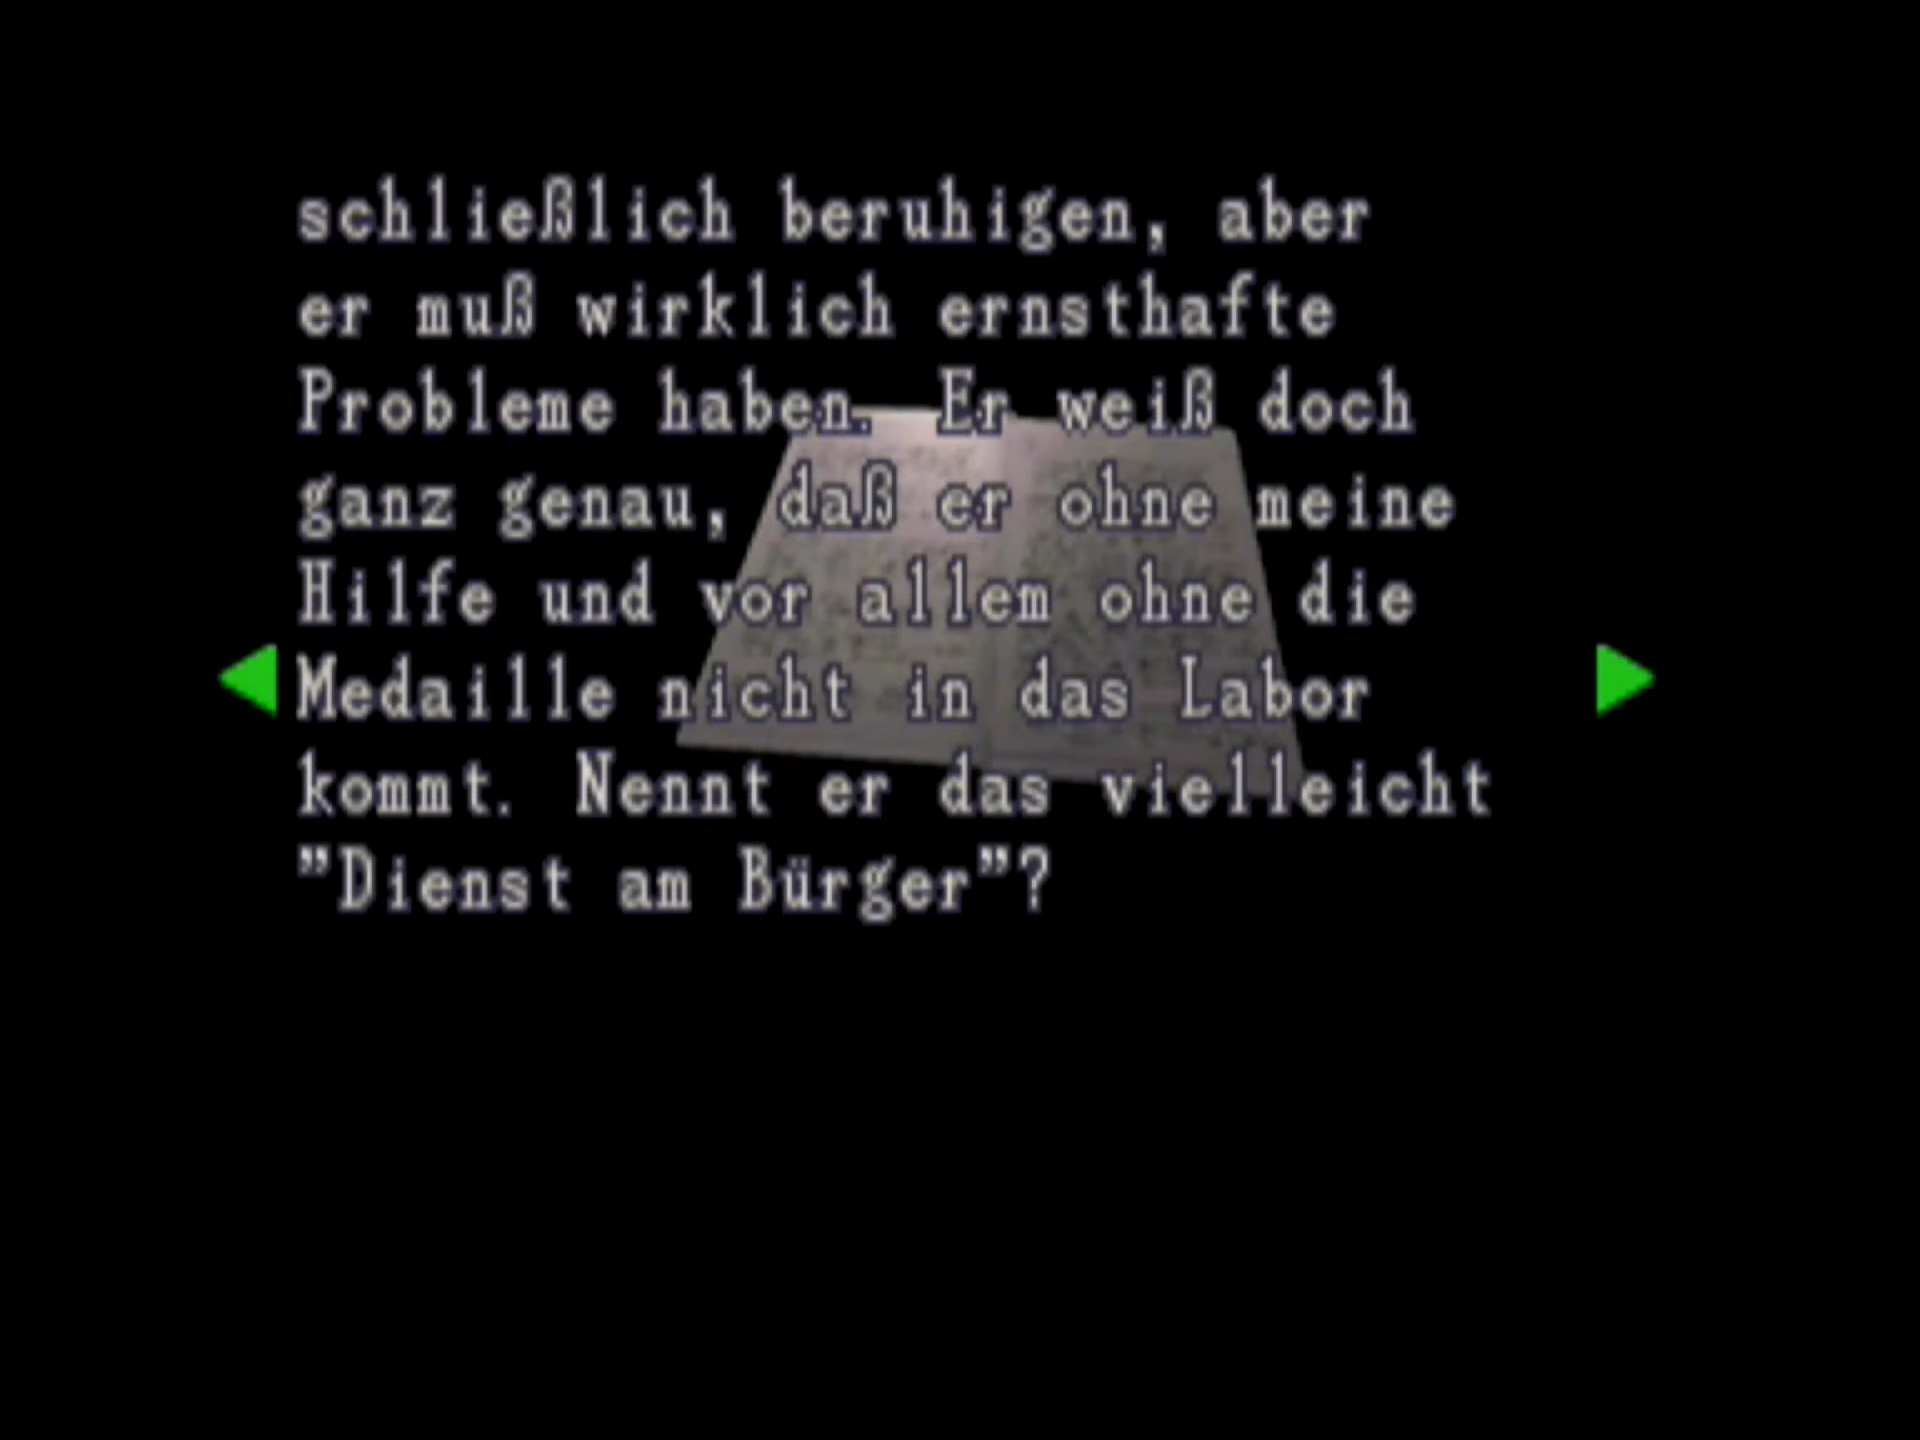 schließlich beruhigen, aber
er muß wirklich ernsthafte
Probleme haben. Er weiß doch
ganz genau, daß er ohne meine
Hilfe und vor allem ohne die
Medaille nicht in das Labor
kommt. Nennt er das vielleicht
"Dienst am Bürger"?